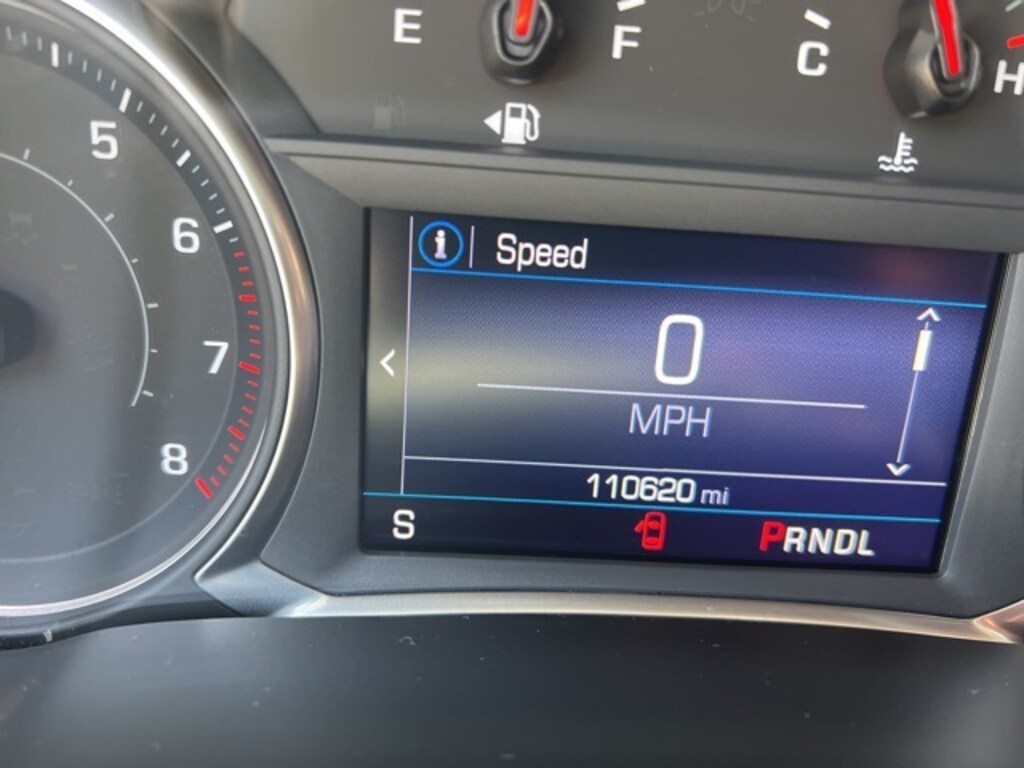 E F C H
5
6
7
8
i Speed
0
MPH
110620 mi
S PRNDL